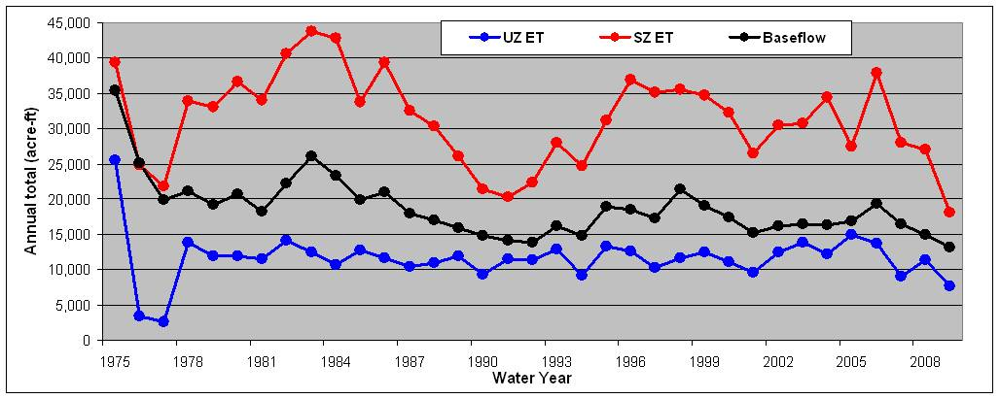 UZ ET SZ ET Baseflow
45,000
40,000
35,000
30,000
25,000
20,000
15,000
10,000
5,000
0
Annual total (acre-ft)
1975 1978 1981 1984 1987 1990 1993 1996 1999 2002 2005 2008
Water Year